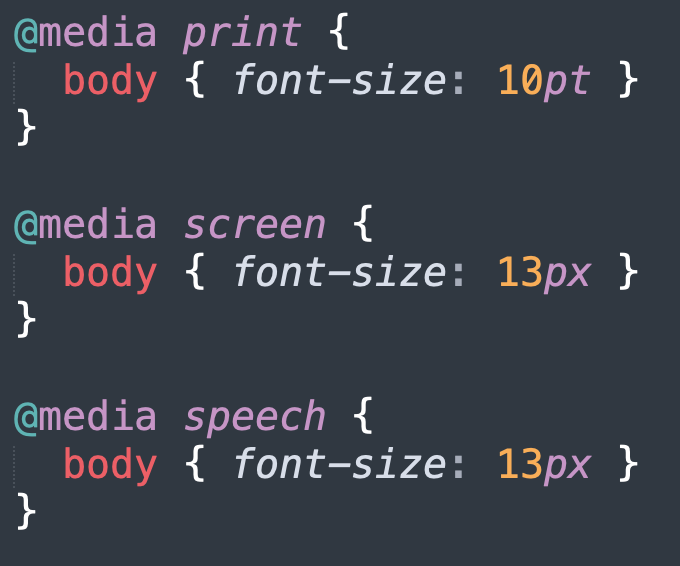 @media print {
  body { font-size: 10pt }
}

@media screen {
  body { font-size: 13px }
}

@media speech {
  body { font-size: 13px }
}